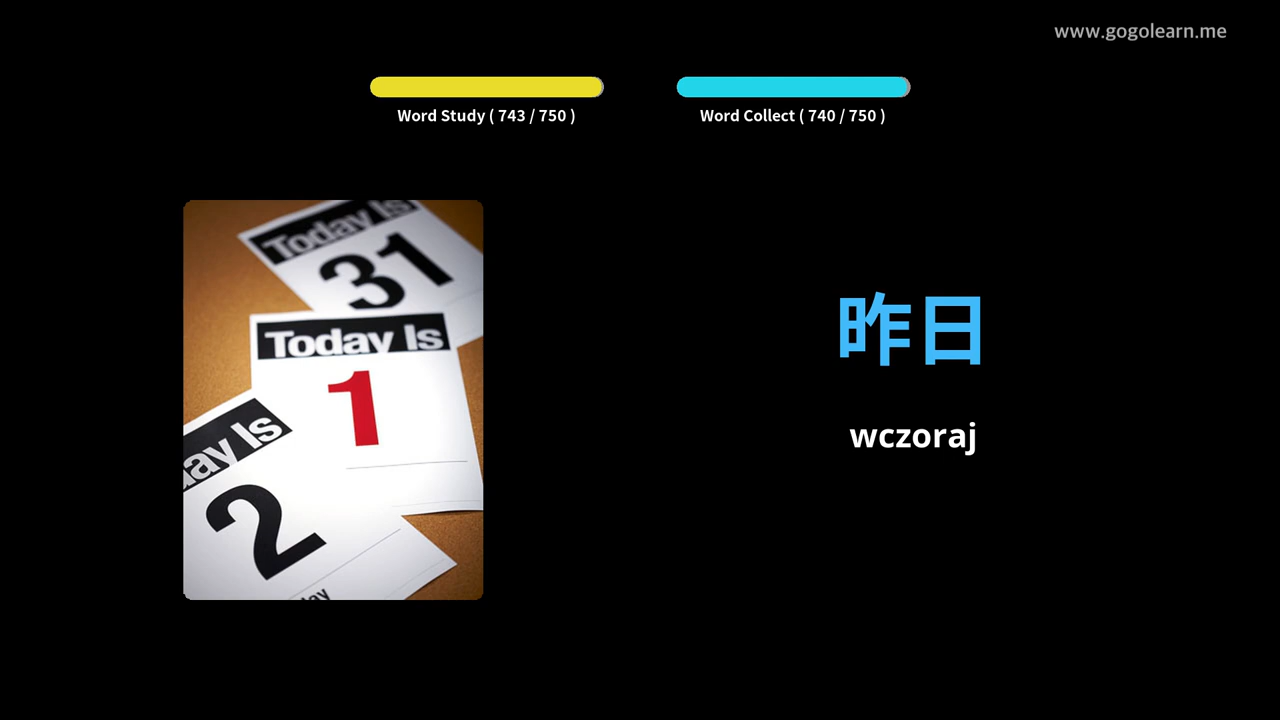 www.gogolearn.me
Word Study ( 743 / 750 )
Word Collect ( 740 / 750 )
Today Is
31
Today Is
1
ay Is
2
昨日
wczoraj